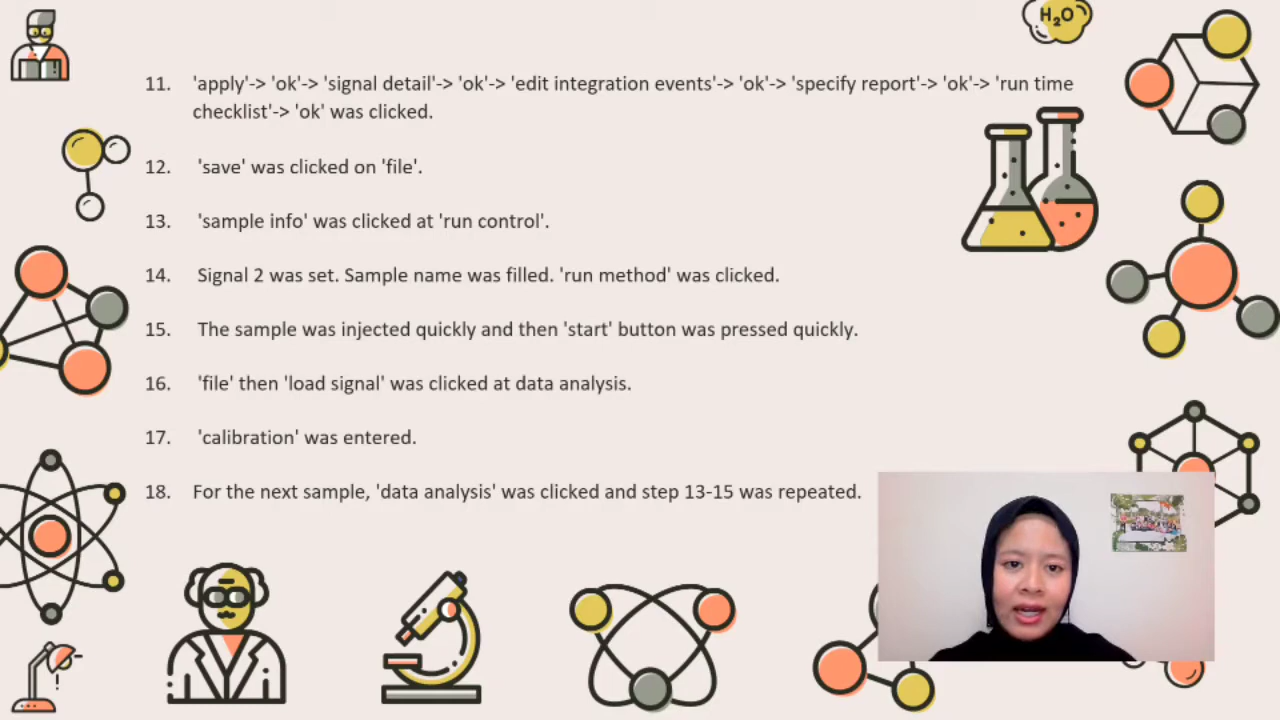 H₂O
11. 'apply'-> 'ok'-> 'signal detail'-> 'ok'-> 'edit integration events'-> 'ok'-> 'specify report'-> 'ok'-> 'run time
checklist'-> 'ok' was clicked.
12. 'save' was clicked on 'file'.
13. 'sample info' was clicked at 'run control'.
14. Signal 2 was set. Sample name was filled. 'run method' was clicked.
15. The sample was injected quickly and then 'start' button was pressed quickly.
16. 'file' then 'load signal' was clicked at data analysis.
17. 'calibration' was entered.
18. For the next sample, 'data analysis' was clicked and step 13-15 was repeated.